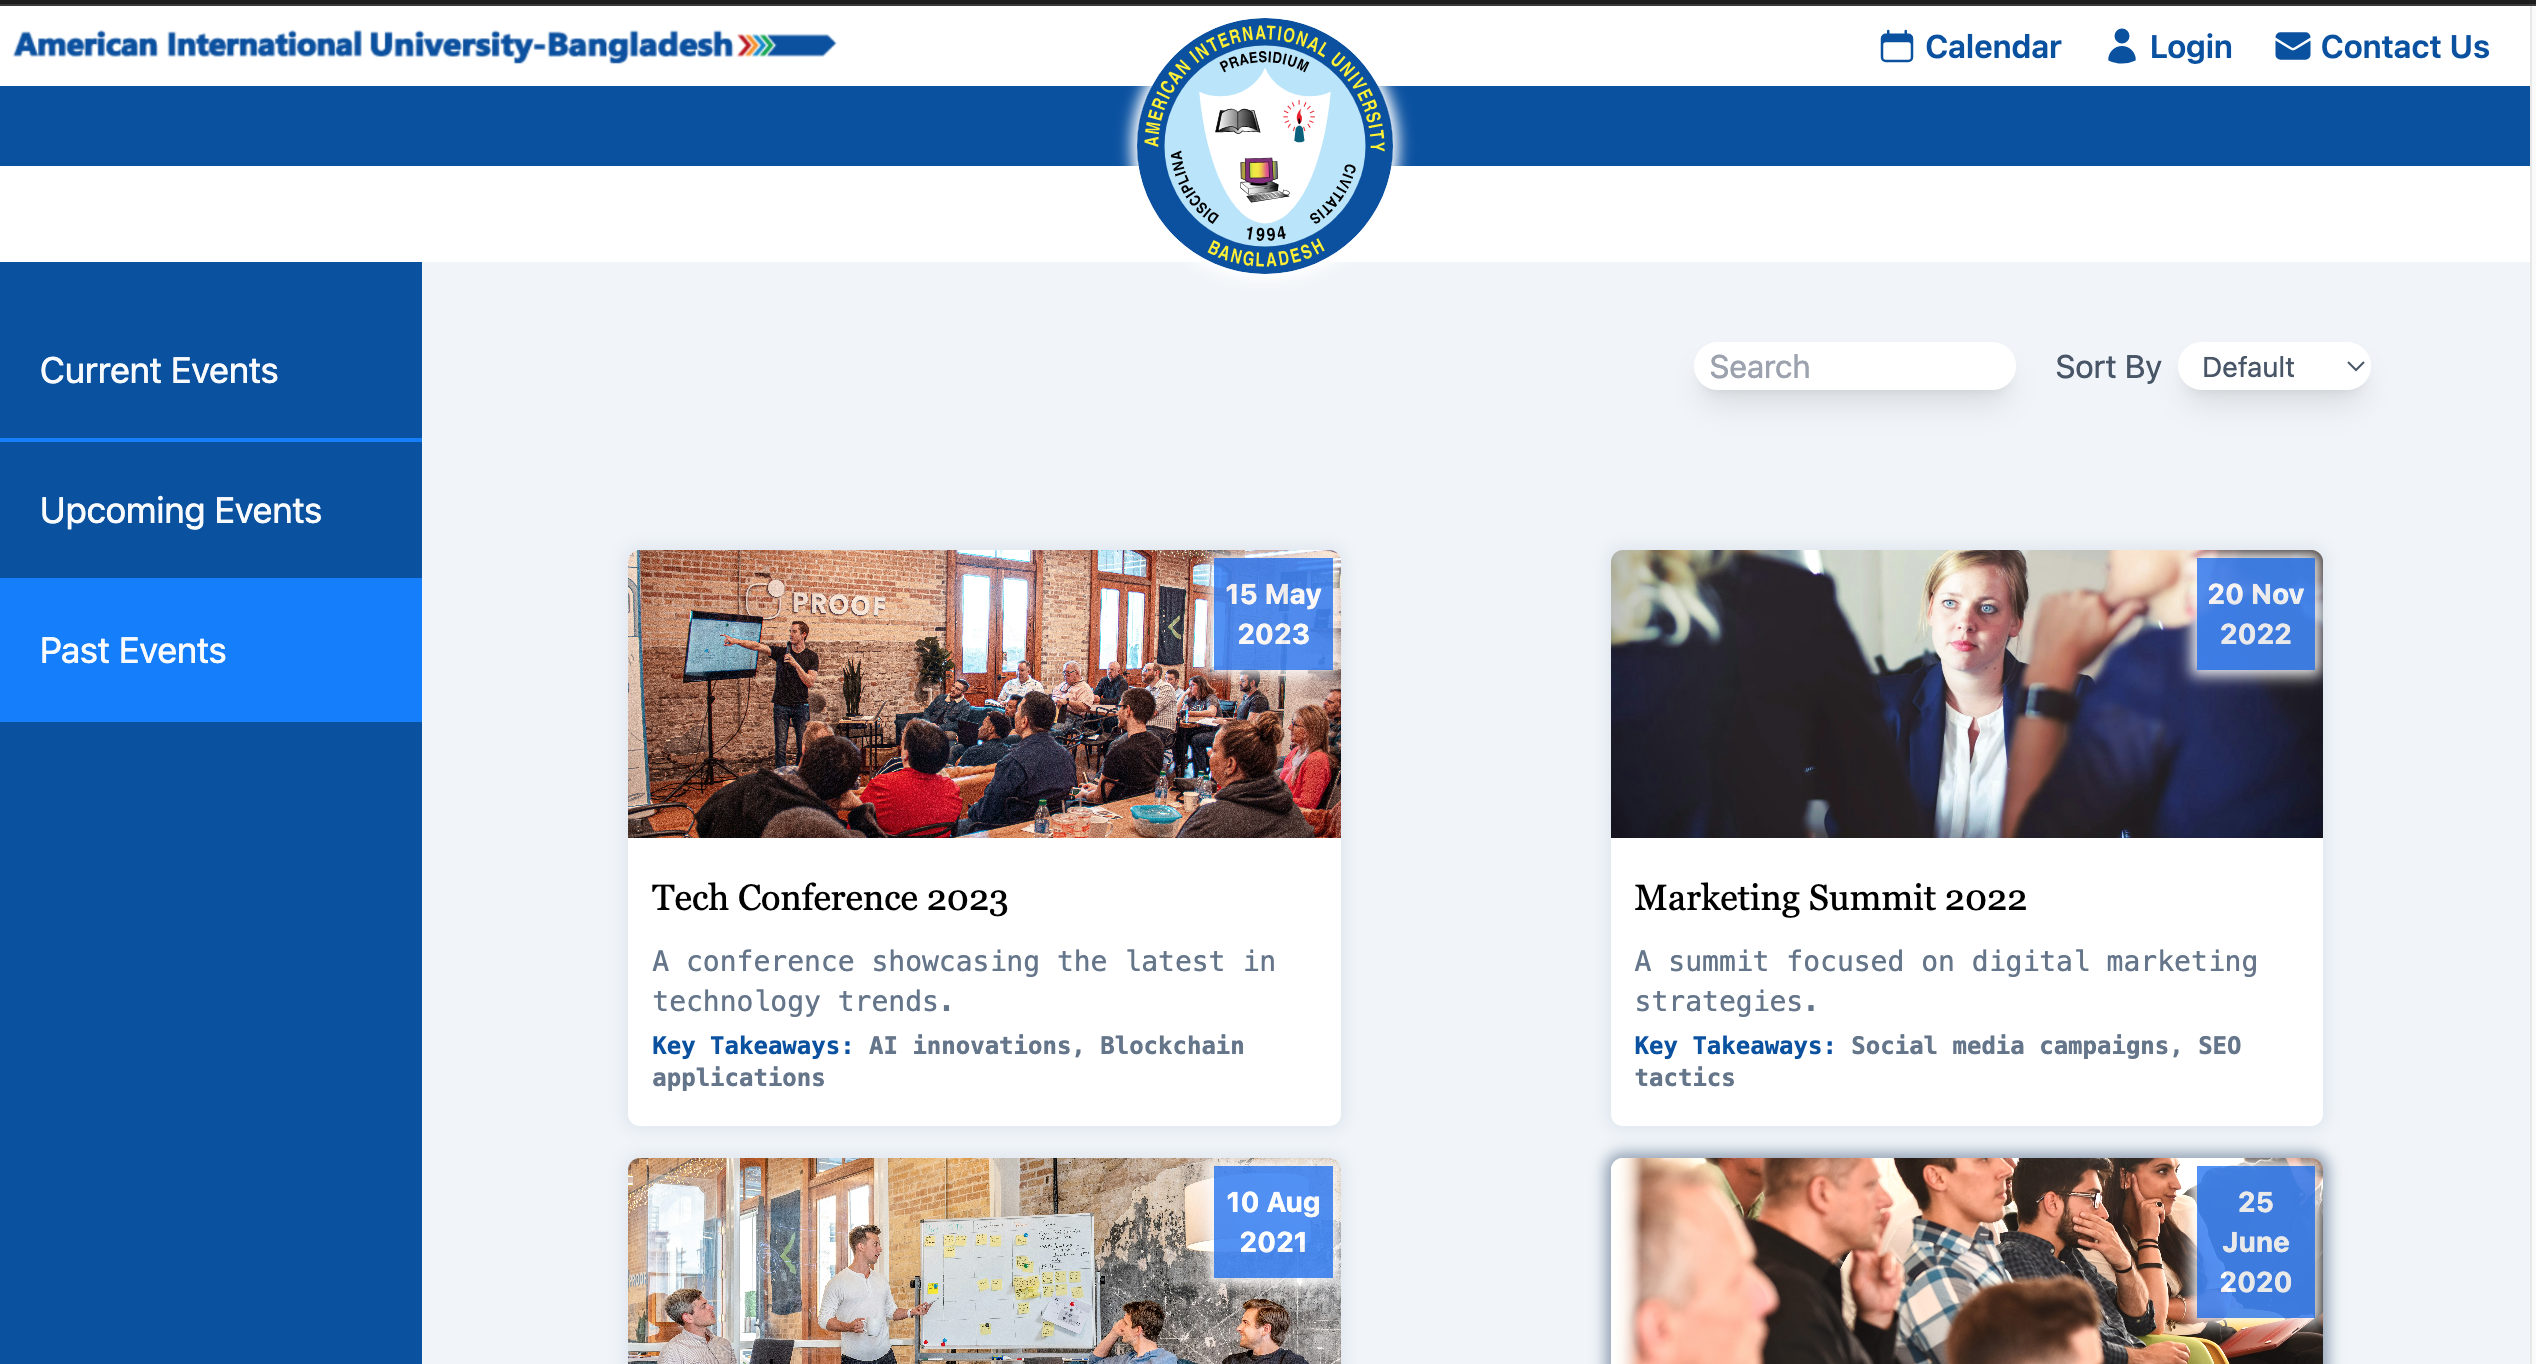 American International University-Bangladesh
AMERICAN INTERNATIONAL UNIVERSITY
PRAESIDIUM
DISCIPLINA
CIVITATIS
1994
BANGLADESH
Calendar
Login
Contact Us
Current Events
Upcoming Events
Past Events
Search
Sort By
Default
PROOF
15 May
2023
Tech Conference 2023
A conference showcasing the latest in
technology trends.
Key Takeaways: AI innovations, Blockchain
applications
20 Nov
2022
Marketing Summit 2022
A summit focused on digital marketing
strategies.
Key Takeaways: Social media campaigns, SEO
tactics
10 Aug
2021
25
June
2020